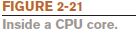 FIGURE 2-21
Inside a CPU core.